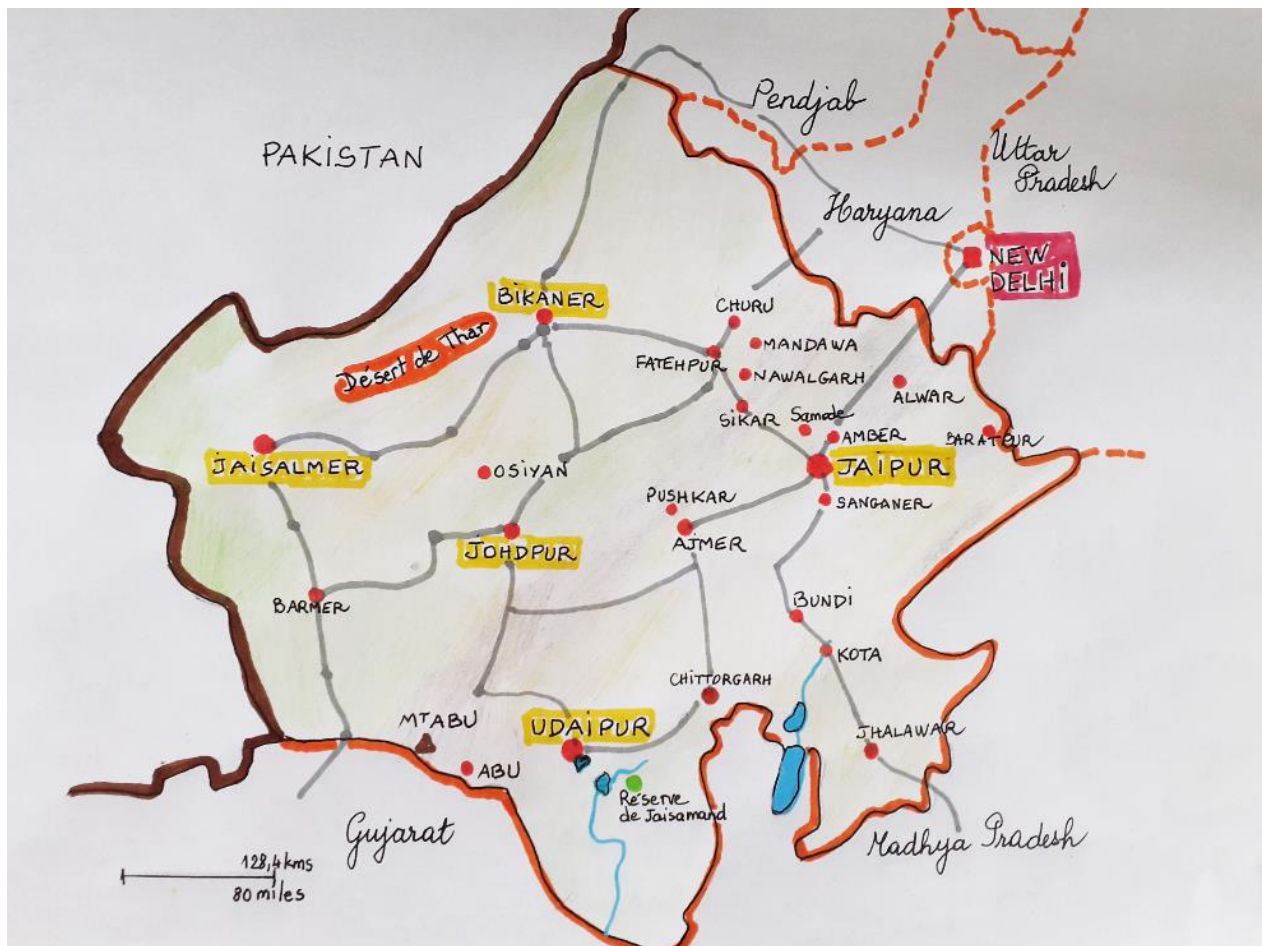 Pendjab
PAKISTAN
Uttar
Pradesh
Haryana
NEW
DELHI
BIKANER
CHURU
Désert de Thar
MANDAWA
FATEHPUR
NAWALGARH
ALWAR
SIKAR
Samode
AMBER
BARATPUR
JAISALMER
OSIYAN
JAIPUR
PUSHKAR
SANGANER
AJMER
JOHDPUR
BARMER
BUNDI
KOTA
CHITTORGARH
MT ABU
UDAIPUR
JHALAWAR
ABU
Réserve
de Jaisamand
Gujarat
Madhya Pradesh
128,4 kms
80 miles